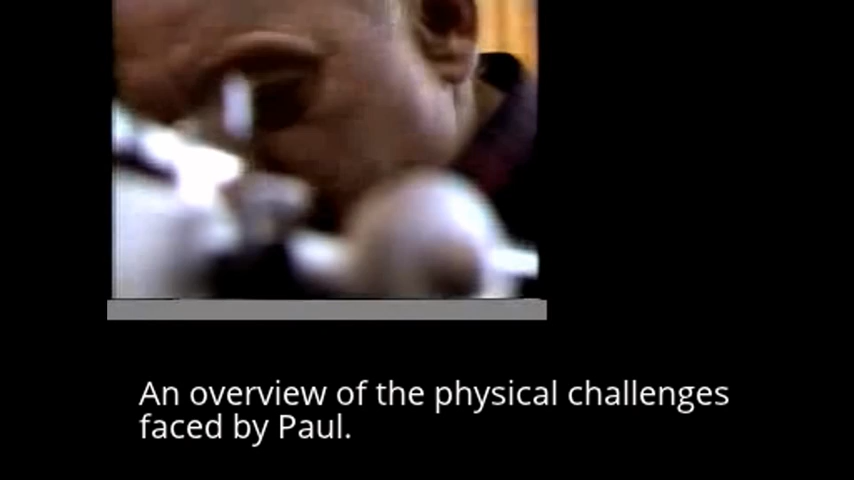 An overview of the physical challenges
faced by Paul.